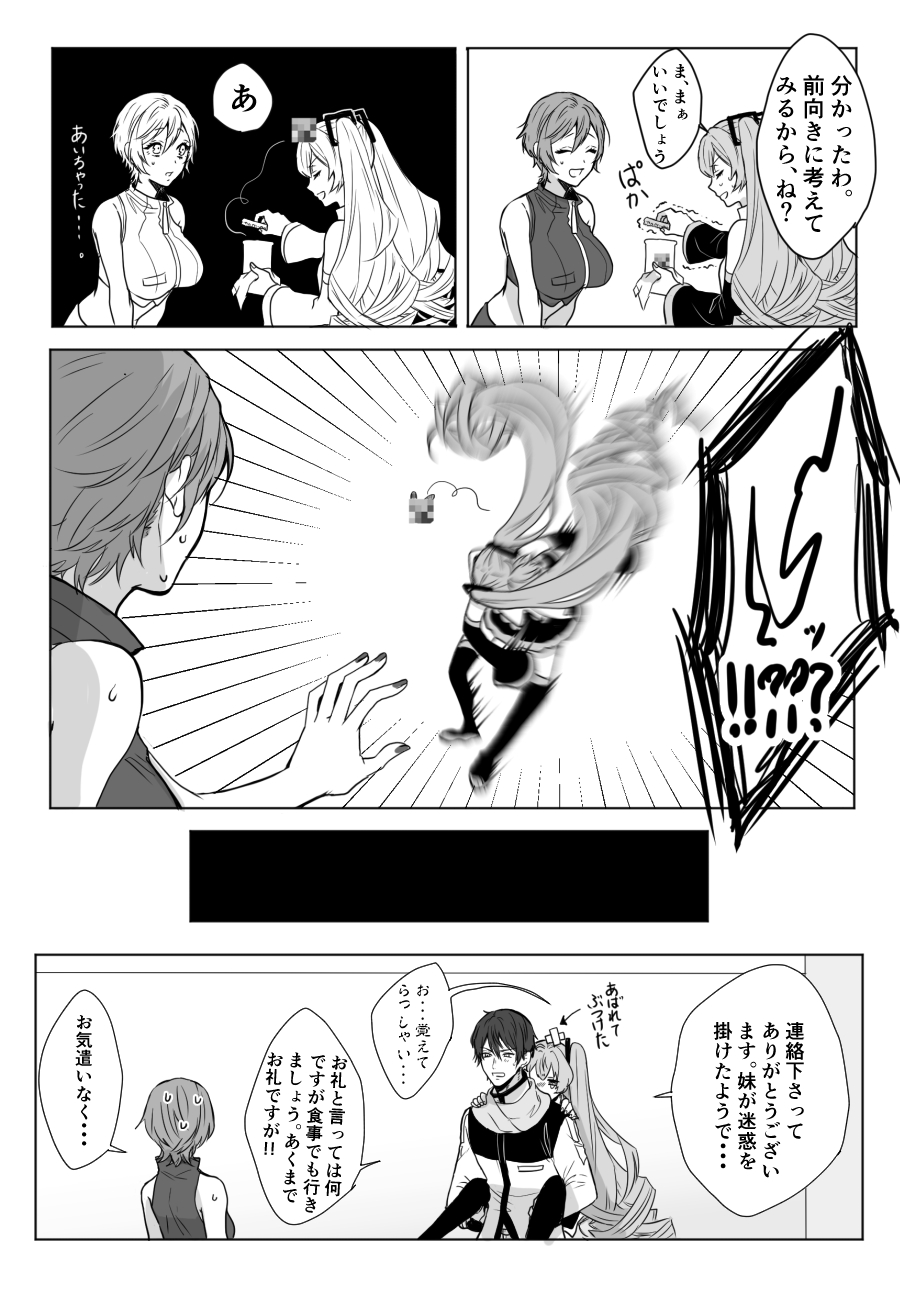 分かったわ。
前向きに考えて
みるから、ね?
ま、まぁ
いいでしょう
ぱか
あ
あいちゃった・・・・。
ッ
!!???
連絡下さって
ありがとうござい
ます。妹が迷惑を
掛けたようで・・・
あばれて
ぶつけた
お・・・覚えて
らっしゃい・・・
お礼と言っては何
ですが食事でも行き
ましょう。あくまで
お礼ですが!!
お気遣いなく・・・